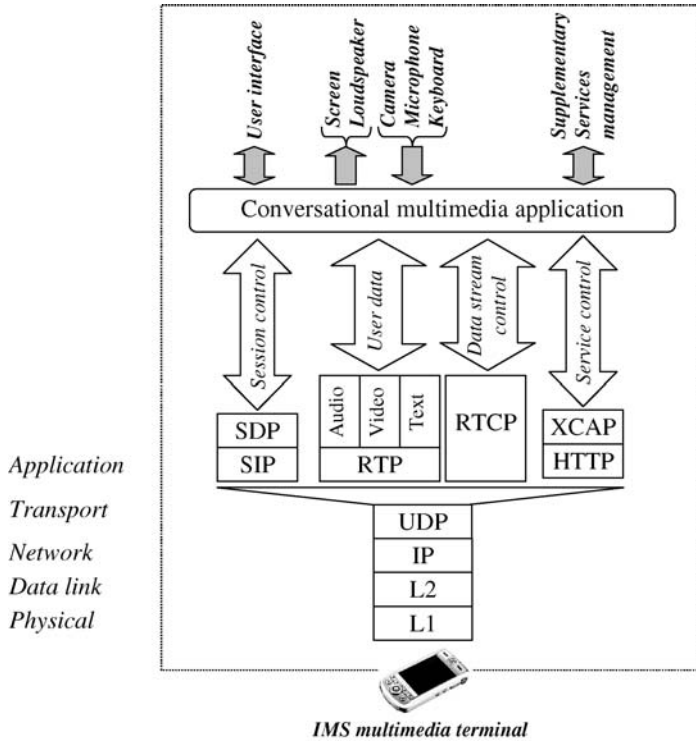 User interface
Screen
Loudspeaker
Camera
Microphone
Keyboard
Supplementary
Services
management
Conversational multimedia application
Session control
User data
Data stream
control
Service control
Audio
Video
Text
SDP
RTCP
XCAP
Application
SIP
RTP
HTTP
Transport
UDP
Network
IP
Data link
L2
Physical
L1
IMS multimedia terminal